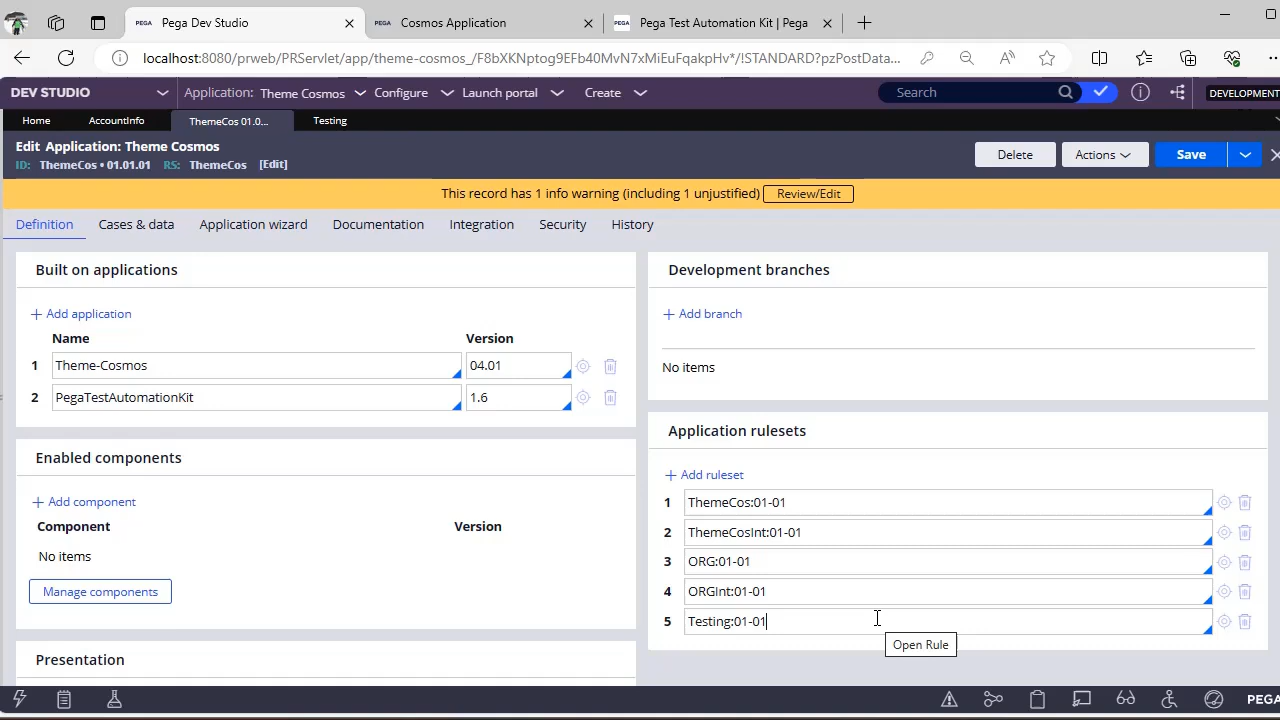 PEGA Pega Dev Studio
PEGA Cosmos Application
PEGA Pega Test Automation Kit | Pega
localhost:8080/prweb/PRServlet/app/theme-cosmos_/F8bXKNptog9EFb40MvN7xMiEuFqakpHv*/!STANDARD?pzPostData...
DEV STUDIO
Application: Theme Cosmos
Configure
Launch portal
Create
Search
DEVELOPMENT
Home
AccountInfo
ThemeCos 01.0...
Testing
Edit Application: Theme Cosmos
ID: ThemeCos • 01.01.01 RS: ThemeCos [Edit]
Delete
Actions
Save
This record has 1 info warning (including 1 unjustified) Review/Edit
Definition
Cases & data
Application wizard
Documentation
Integration
Security
History
Built on applications
+ Add application
Name Version
1 Theme-Cosmos 04.01
2 PegaTestAutomationKit 1.6
Enabled components
+ Add component
Component Version
No items
Manage components
Presentation
Development branches
+ Add branch
No items
Application rulesets
+ Add ruleset
1 ThemeCos:01-01
2 ThemeCosInt:01-01
3 ORG:01-01
4 ORGInt:01-01
5 Testing:01-01
Open Rule
PEGA